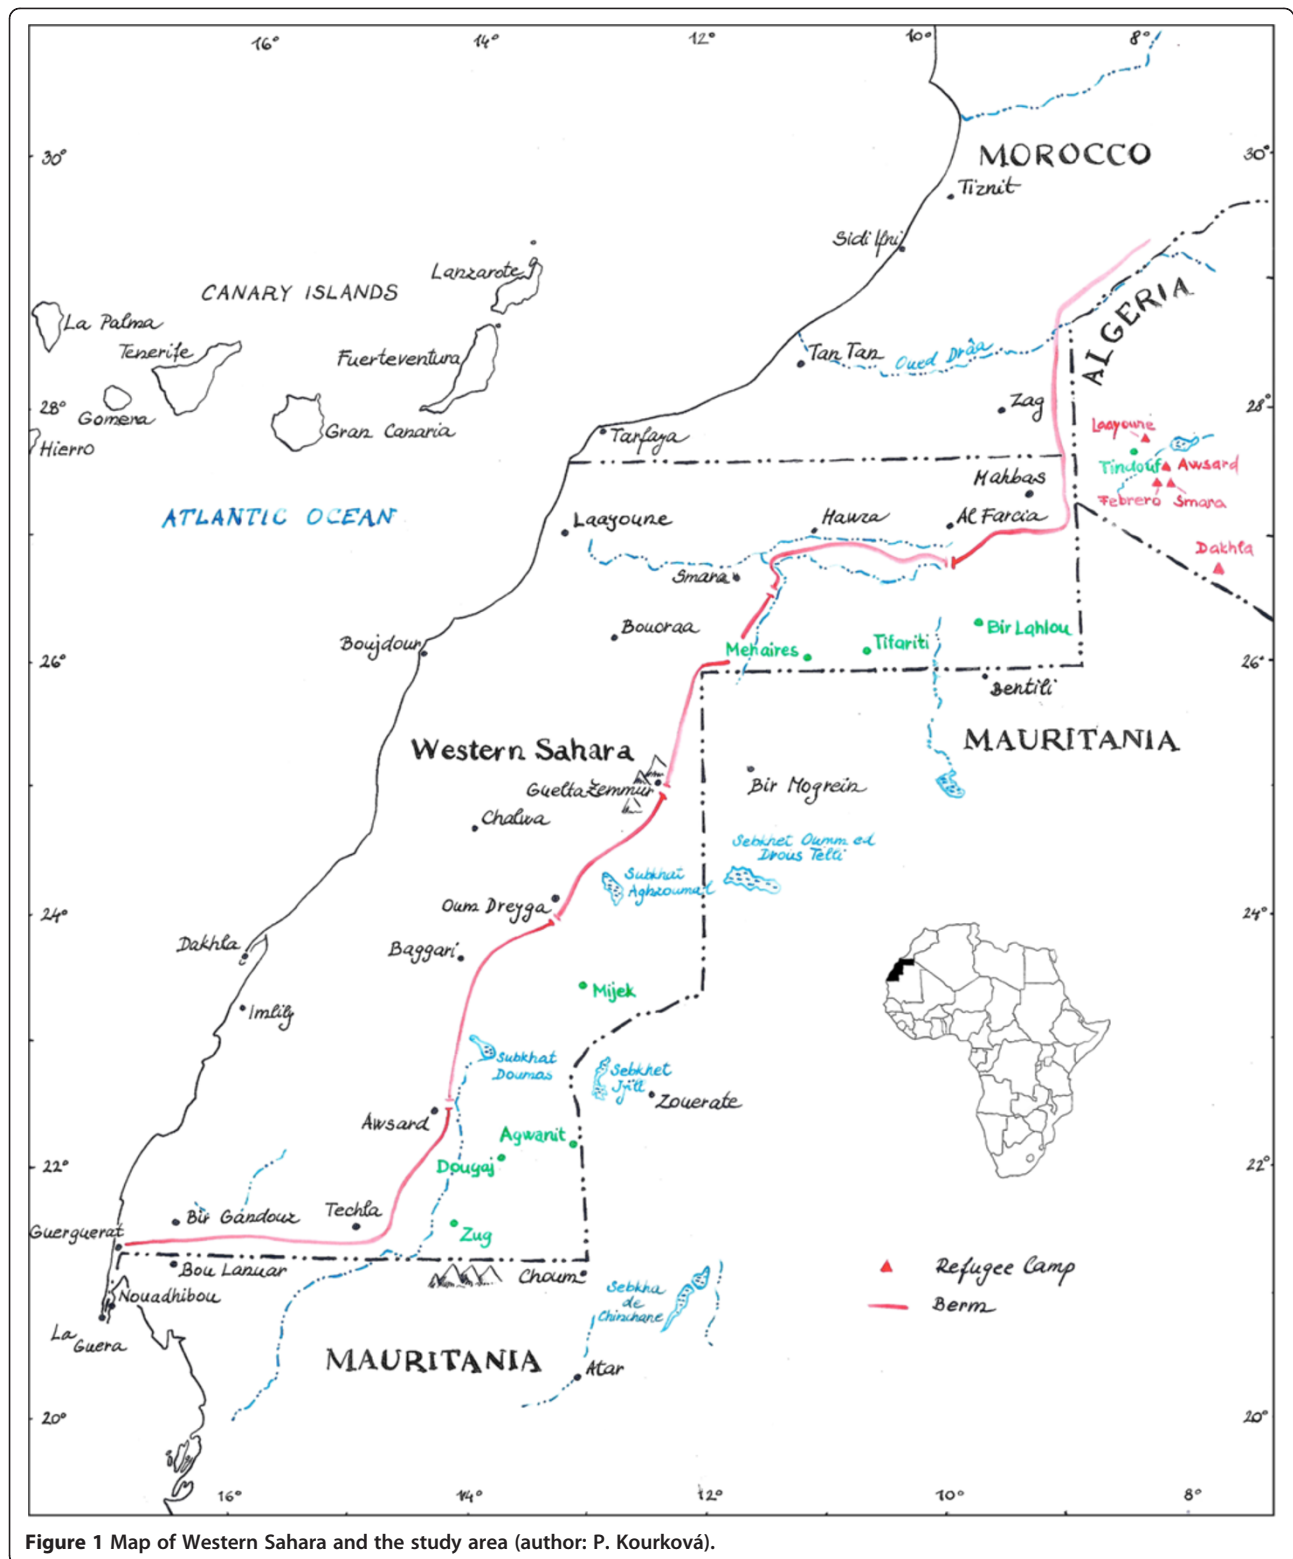 16°
14°
12°
10°
8°
30°
MOROCCO
30°
Tiznit
Sidi Ifni
Lanzarote
CANARY ISLANDS
ALGERIA
La Palma
Tenerife
Fuerteventura
Tan Tan
Oued Drâa
Gomera
28°
Zag
28°
Hierro
Gran Canaria
Tarfaya
Laayoune
Tindouf
Awsard
Mahbas
Febrero
Smara
ATLANTIC OCEAN
Laayoune
Hawza
Al Farcia
Dakhla
Smara
Boujdour
Bouoraa
Mehaires
Tifariti
Bir Lahlou
26°
26°
Bentili
Western Sahara
MAURITANIA
Guelta Zemmur
Bir Mogrein
Chalwa
Sebkhet Oumm ed
Drous Telli
Subkhat
Aghzoumal
Oum Dreyga
24°
24°
Dakhla
Baggari
Imlily
Mijek
Subkhat
Doumas
Sebkhet
Jjill
Zouerate
Awsard
Agwanit
Dougaj
22°
22°
Bir Gandouz
Techla
Guerguerat
Zug
Bou Lanuar
Choum
Refugee Camp
Nouadhibou
Sebkha
de
Chinchane
Berm
La
Guera
MAURITANIA
Atar
20°
20°
16°
14°
12°
10°
8°
Figure 1 Map of Western Sahara and the study area (author: P. Kourková).